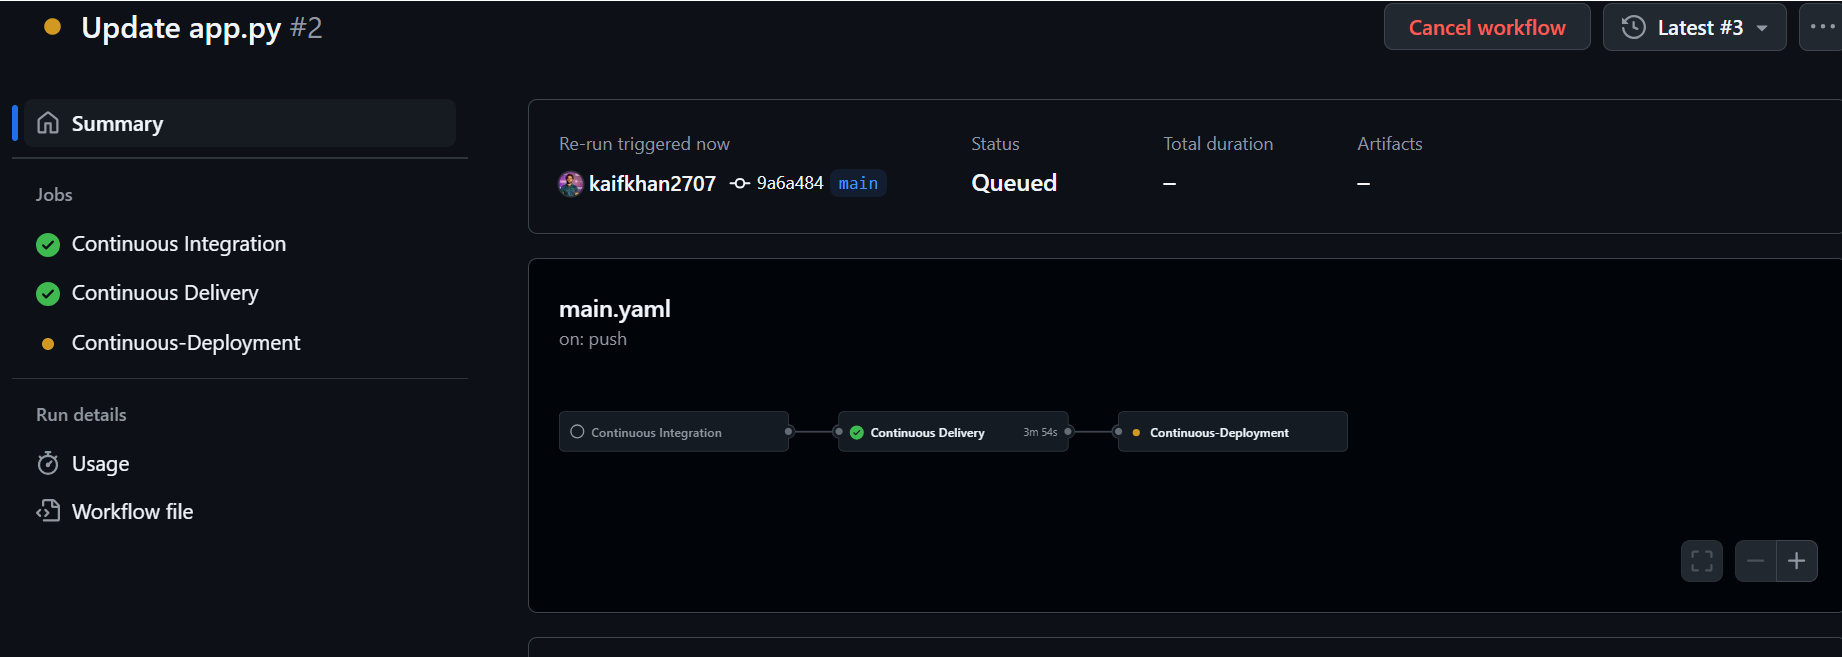 Update app.py #2
Cancel workflow
Latest #3
Summary
Jobs
Continuous Integration
Continuous Delivery
Continuous-Deployment
Run details
Usage
Workflow file
Re-run triggered now
kaifkhan2707 9a6a484 main
Status
Queued
Total duration
–
Artifacts
–
main.yaml
on: push
Continuous Integration
Continuous Delivery 3m 54s
Continuous-Deployment